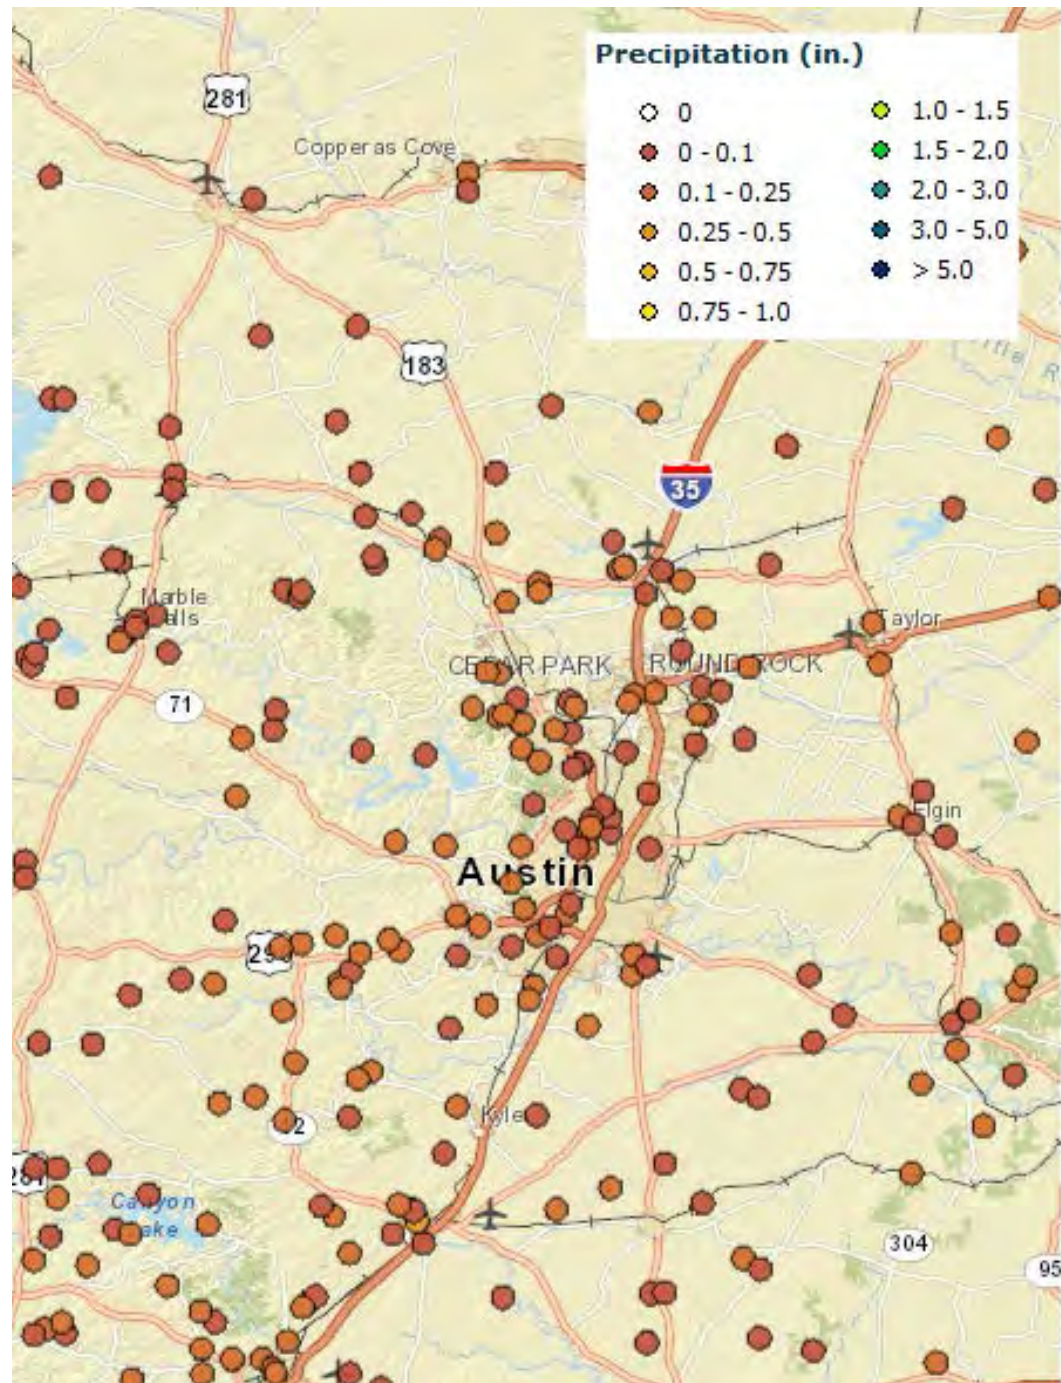 Precipitation (in.)
0
0 - 0.1
0.1 - 0.25
0.25 - 0.5
0.5 - 0.75
0.75 - 1.0
1.0 - 1.5
1.5 - 2.0
2.0 - 3.0
3.0 - 5.0
> 5.0
281
Copperas Cove
183
35
Marble
Taylor
CEDAR PARK
ROUND ROCK
71
Elgin
Austin
Kyle
Canyon
304
95